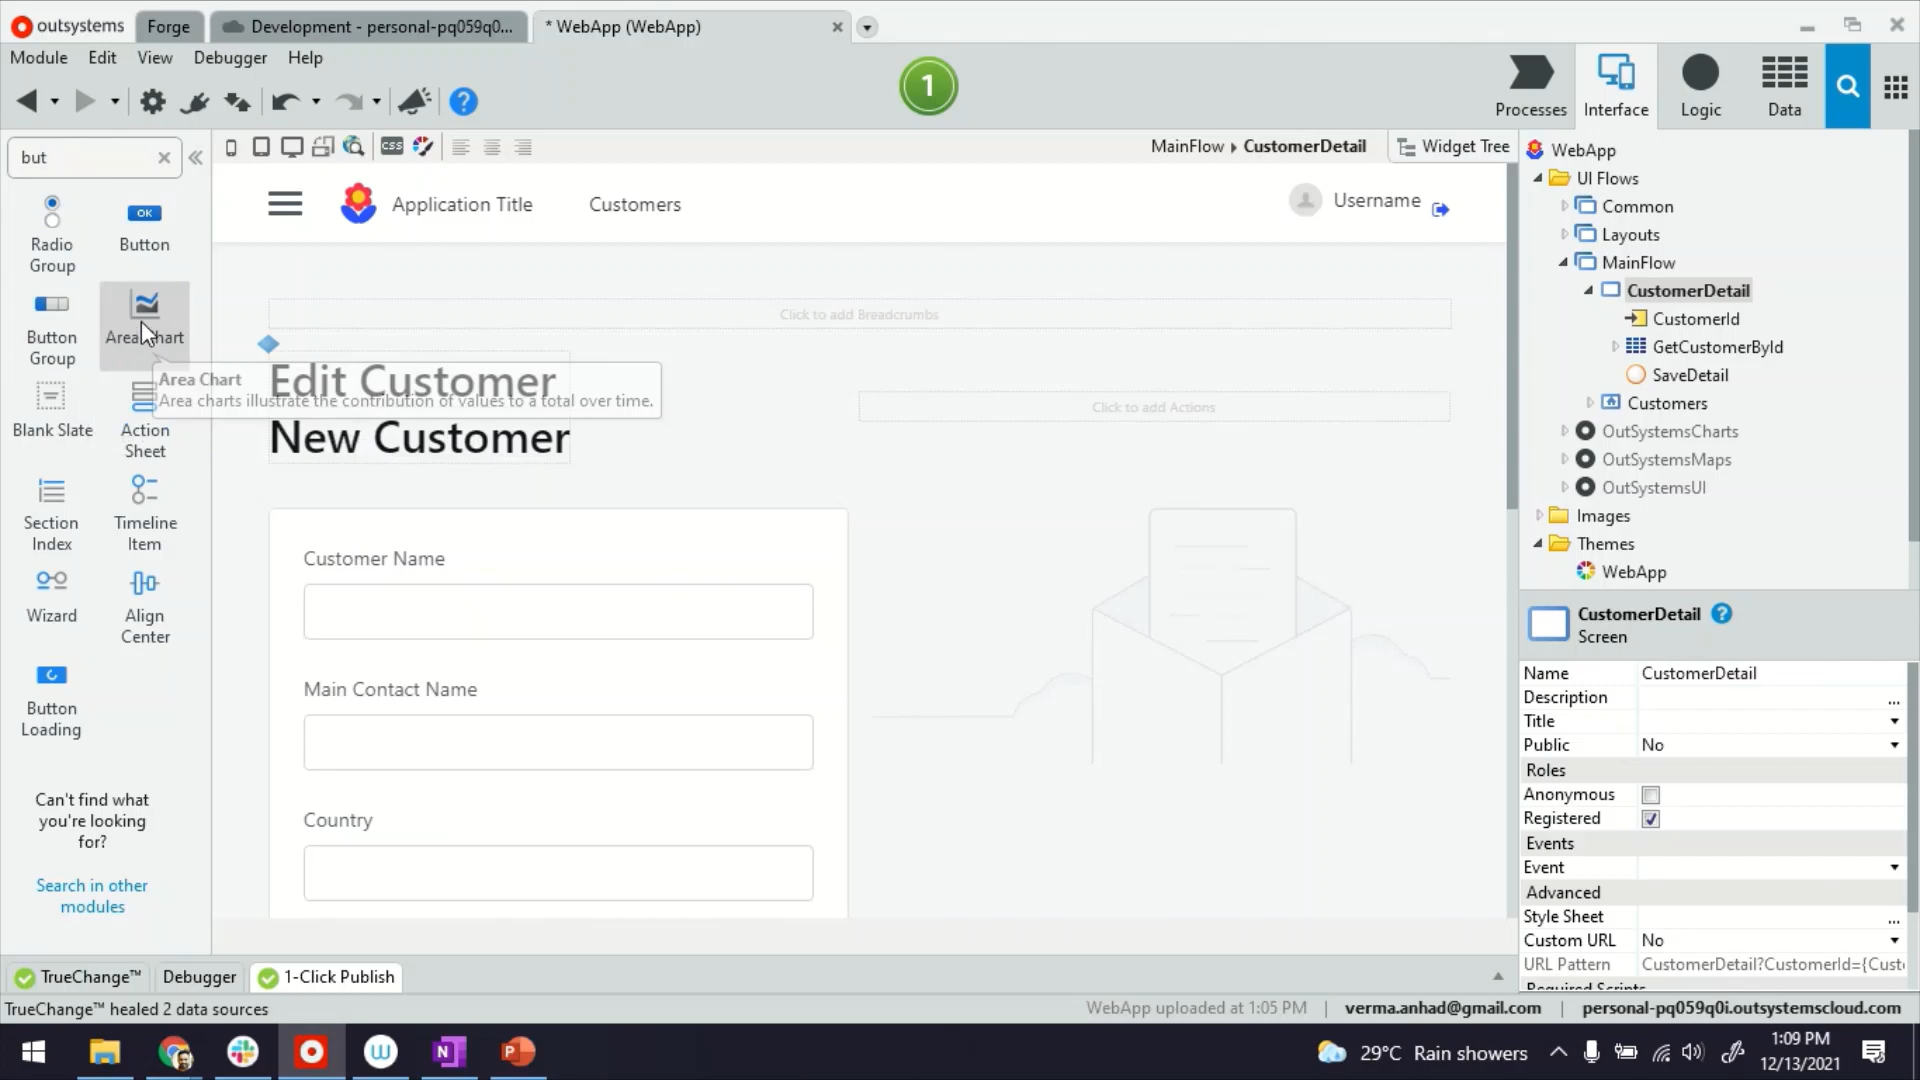 outsystems
Forge
Development - personal-pq059q0...
* WebApp (WebApp)
Module Edit View Debugger Help
1
Processes
Interface
Logic
Data
but
CSS
MainFlow CustomerDetail
Widget Tree
Radio Group
OK
Button
Button Group
Area Chart
Blank Slate
Action Sheet
Section Index
Timeline Item
Wizard
Align Center
Button Loading
Can't find what
you're looking
for?
Search in other
modules
Application Title
Customers
Username
Click to add Breadcrumbs
Area Chart
Area charts illustrate the contribution of values to a total over time.
Edit Customer
Click to add Actions
New Customer
Customer Name
Main Contact Name
Country
WebApp
UI Flows
Common
Layouts
MainFlow
CustomerDetail
CustomerId
GetCustomerById
SaveDetail
Customers
OutSystemsCharts
OutSystemsMaps
OutSystemsUI
Images
Themes
WebApp
CustomerDetail
Screen
Name CustomerDetail
Description ...
Title
Public No
Roles
Anonymous
Registered
Events
Event
Advanced
Style Sheet ...
Custom URL No
URL Pattern CustomerDetail?CustomerId={Cust
Required Scripts
TrueChange™ Debugger 1-Click Publish
TrueChange™ healed 2 data sources
WebApp uploaded at 1:05 PM | verma.anhad@gmail.com | personal-pq059q0i.outsystemscloud.com
29°C Rain showers
1:09 PM
12/13/2021